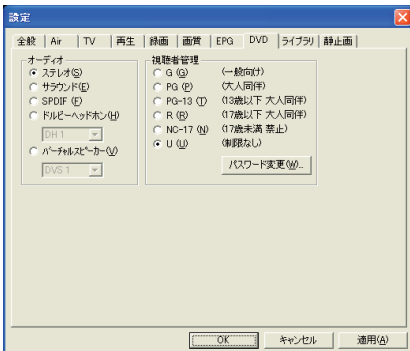 設定
全般 Air TV 再生 録画 画質 EPG DVD ライブラリ 静止画
オーディオ
ステレオ(S)
サラウンド(E)
SPDIF (F)
ドルビーヘッドホン(H)
DH 1
バーチャルスピーカー(V)
DVS 1
視聴者管理
G (G) (一般向け)
PG (P) (大人同伴)
PG-13 (T) (13歳以下 大人同伴)
R (R) (17歳以下 大人同伴)
NC-17 (N) (17歳未満 禁止)
U (U) (制限なし)
パスワード変更(W)...
OK キャンセル 適用(A)